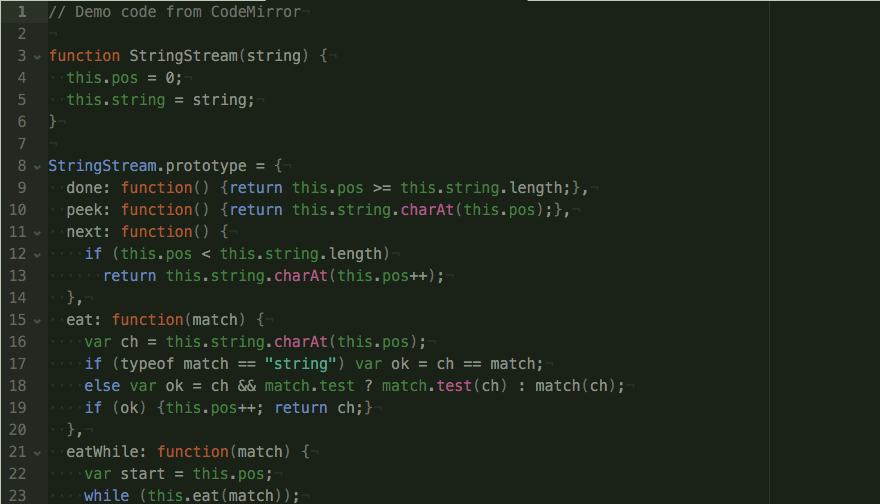 1 // Demo code from CodeMirror¬
2 ¬
3 function StringStream(string) {¬
4 ··this.pos = 0;¬
5 ··this.string = string;¬
6 }¬
7 ¬
8 StringStream.prototype = {¬
9 ··done: function() {return this.pos >= this.string.length;},¬
10 ··peek: function() {return this.string.charAt(this.pos);},¬
11 ··next: function() {¬
12 ····if (this.pos < this.string.length)¬
13 ······return this.string.charAt(this.pos++);¬
14 ··},¬
15 ··eat: function(match) {¬
16 ····var ch = this.string.charAt(this.pos);¬
17 ····if (typeof match == "string") var ok = ch == match;¬
18 ····else var ok = ch && match.test ? match.test(ch) : match(ch);¬
19 ····if (ok) {this.pos++; return ch;}¬
20 ··},¬
21 ··eatWhile: function(match) {¬
22 ····var start = this.pos;¬
23 ····while (this.eat(match));¬